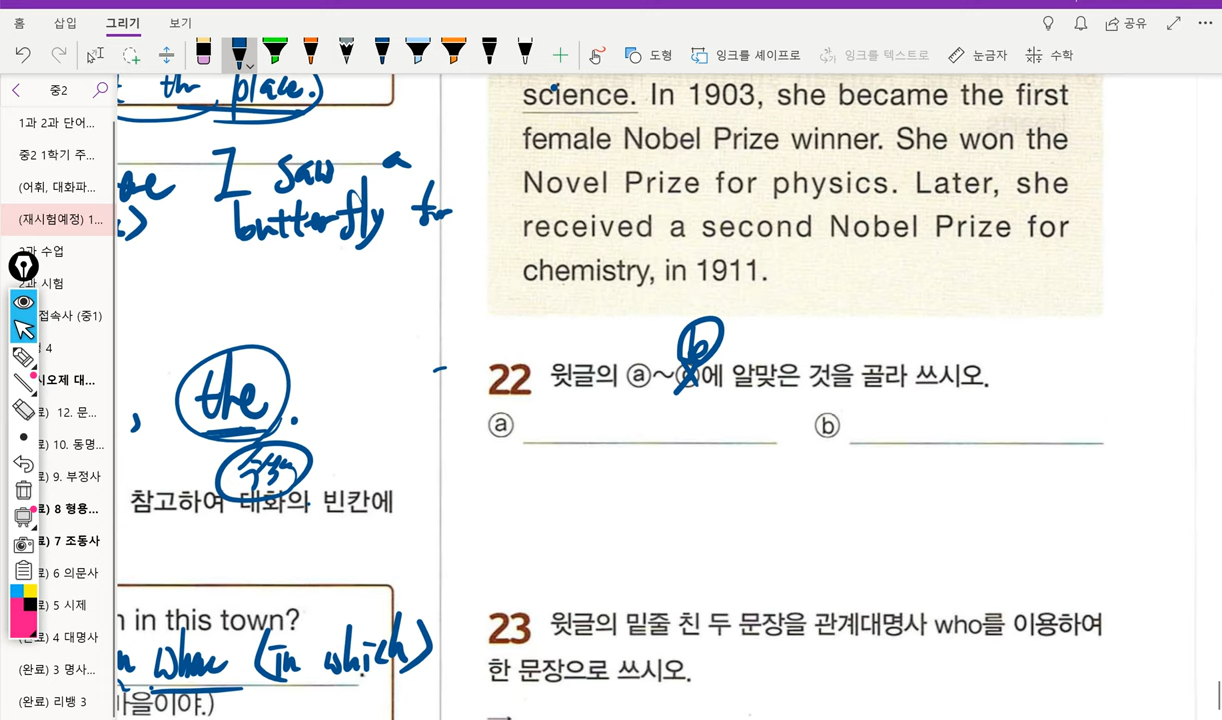 홈 삽입 그리기 보기
공유
도형 잉크를 셰이프로 잉크를 텍스트로 눈금자 수학
중2
1과 2과 단어...
중2 1학기 주...
(어휘, 대화파...
(재시험예정) 1...
2과 수업
2과 시험
접속사 (중1)
4
시오제 대...
12. 문...
10. 동명...
9. 부정사
8 형용...
7 조동사
6 의문사
5 시제
4 대명사
(완료) 3 명사...
(완료) 리뱅 3
the place.)
I saw a
butterfly
, the .
참고하여 대화의 빈칸에
in this town?
(in which)
science. In 1903, she became the first
female Nobel Prize winner. She won the
Novel Prize for physics. Later, she
received a second Nobel Prize for
chemistry, in 1911.
22 윗글의 ⓐ~ⓑ에 알맞은 것을 골라 쓰시오.
ⓐ ⓑ
23 윗글의 밑줄 친 두 문장을 관계대명사 who를 이용하여
한 문장으로 쓰시오.